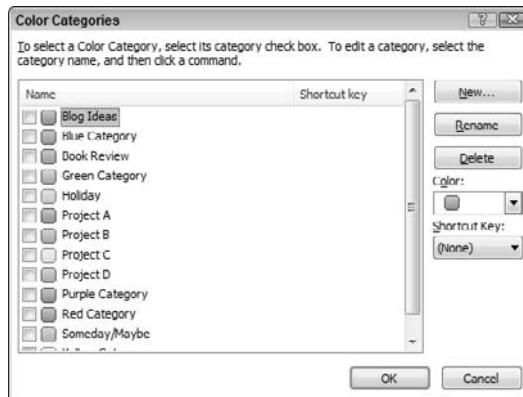 Color Categories
To select a Color Category, select its category check box. To edit a category, select the
category name, and then click a command.
Name Shortcut key
Blog Ideas
Blue Category
Book Review
Green Category
Holiday
Project A
Project B
Project C
Project D
Purple Category
Red Category
Someday/Maybe
New...
Rename
Delete
Color:
Shortcut Key:
(None)
OK Cancel